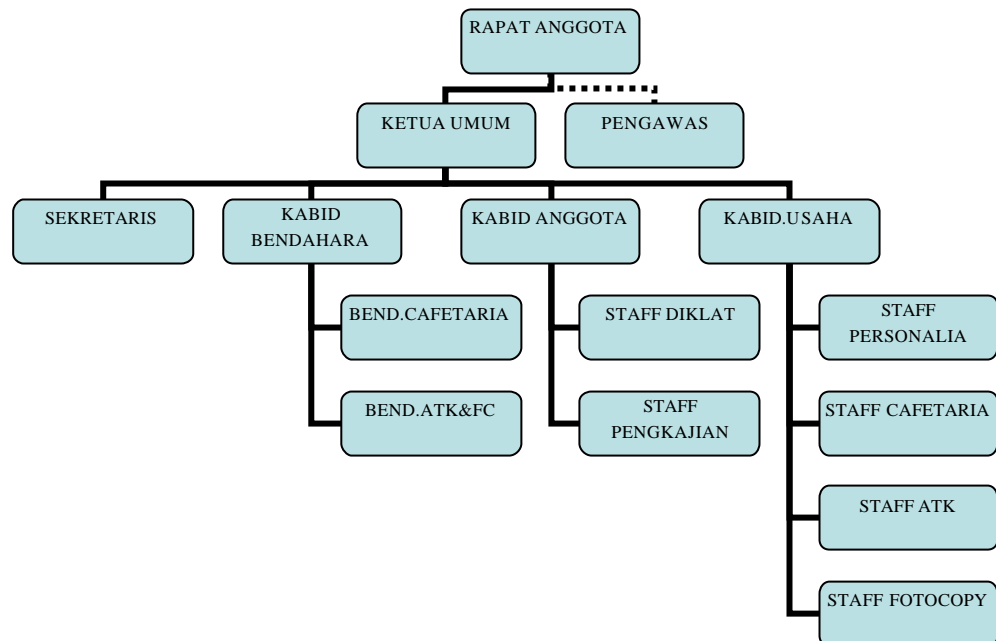 RAPAT ANGGOTA
KETUA UMUM
PENGAWAS
SEKRETARIS
KABID
BENDAHARA
KABID ANGGOTA
KABID.USAHA
BEND.CAFETARIA
STAFF DIKLAT
STAFF
PERSONALIA
BEND.ATK&FC
STAFF
PENGKAJIAN
STAFF CAFETARIA
STAFF ATK
STAFF FOTOCOPY